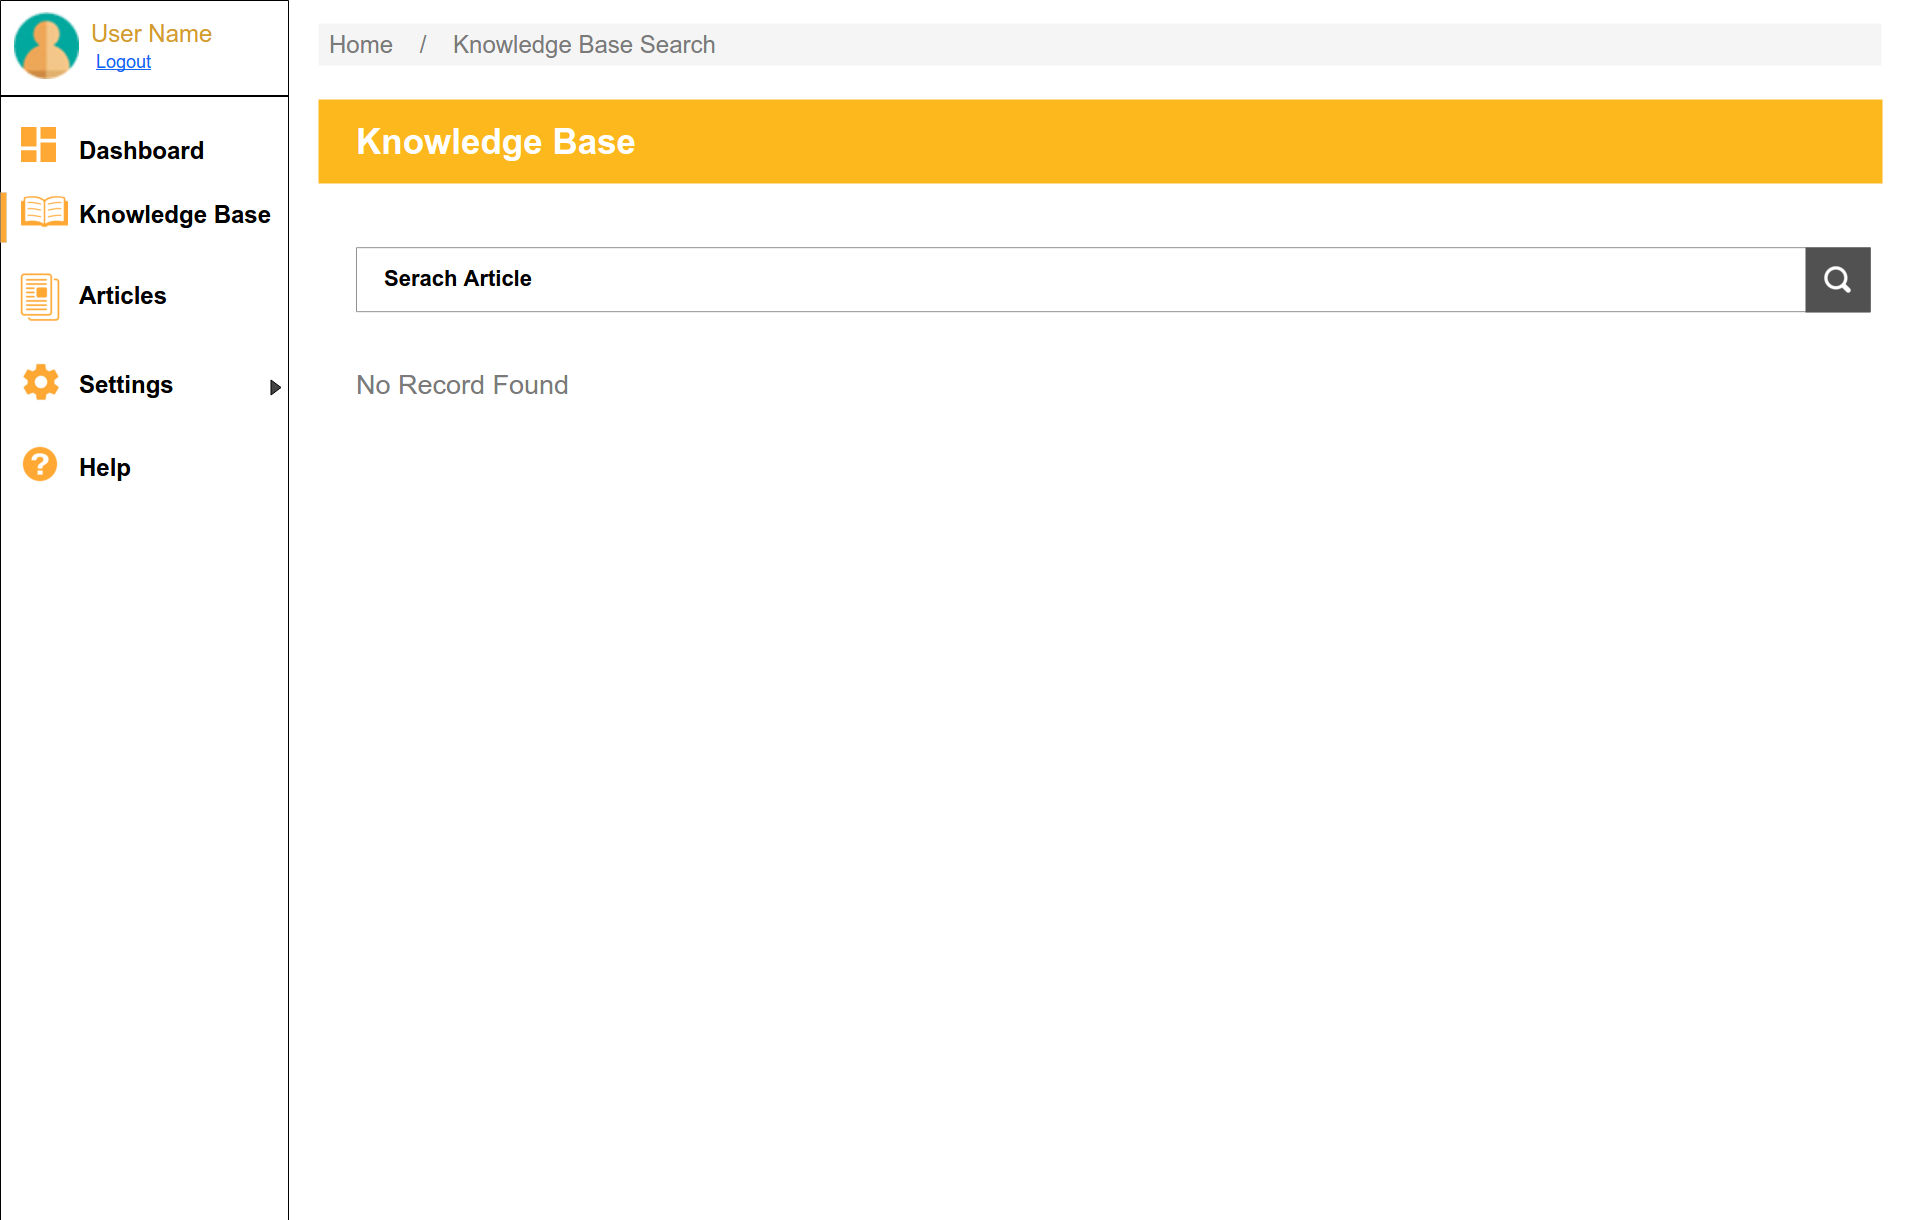 User Name
Logout
Dashboard
Knowledge Base
Articles
Settings
Help
Home / Knowledge Base Search
Knowledge Base
Serach Article
No Record Found